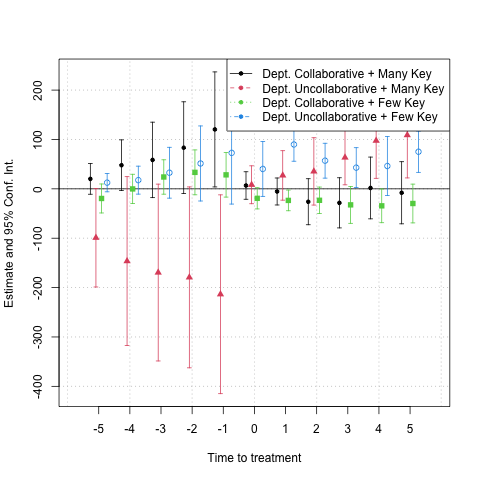 Dept. Collaborative + Many Key
Dept. Uncollaborative + Many Key
Dept. Collaborative + Few Key
Dept. Uncollaborative + Few Key
Estimate and 95% Conf. Int.
200
100
0
-100
-200
-300
-400
-5 -4 -3 -2 -1 0 1 2 3 4 5
Time to treatment